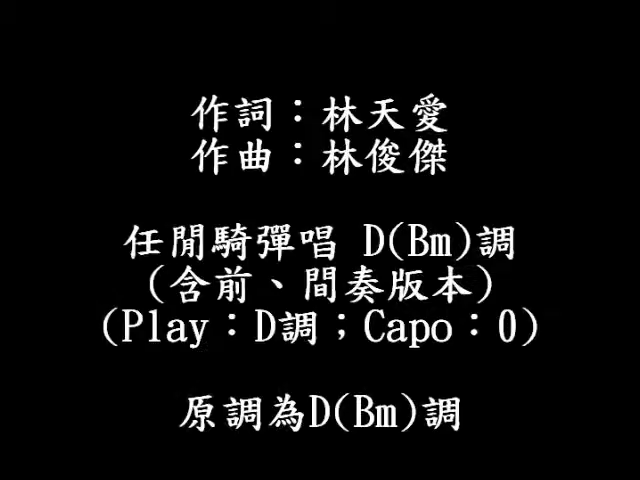 作詞：林天愛
作曲：林俊傑
任閒騎彈唱 D(Bm)調
(含前、間奏版本)
(Play：D調；Capo：0)
原調為D(Bm)調